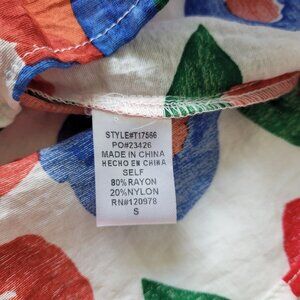 STYLE#T17566
PO#23426
MADE IN CHINA
HECHO EN CHINA
SELF
80%RAYON
20%NYLON
RN#120978
S